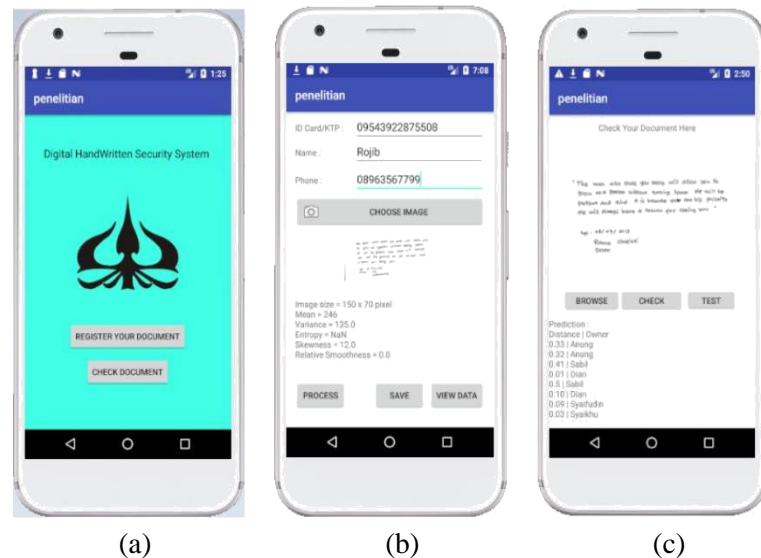 1:25
penelitian
Digital HandWritten Security System
REGISTER YOUR DOCUMENT
CHECK DOCUMENT
(a)
7:08
penelitian
ID Card/KTP : 09543922875508
Name : Rojib
Phone : 08963567799
CHOOSE IMAGE
Image size = 150 x 70 pixel
Mean = 246
Variance = 135.0
Entropy = NaN
Skewness = 12.0
Relative Smoothness = 0.0
PROCESS SAVE VIEW DATA
(b)
2:50
penelitian
Check Your Document Here
BROWSE CHECK TEST
Prediction :
Distance | Owner
0.33 | Anung
0.32 | Anung
0.41 | Sabil
0.01 | Dian
0.5 | Sabil
0.10 | Dian
0.09 | Syaifudin
0.03 | Syaikhu
(c)